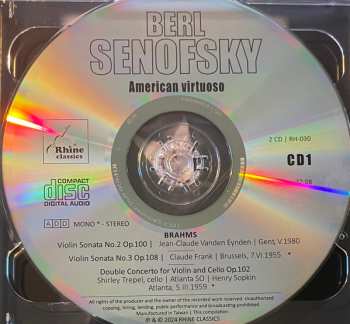 BERL
SENOFSKY
American virtuoso
Rhine
classics
2 CD | RH-030
CD1
COMPACT
disc
DIGITAL AUDIO
ADD MONO - STEREO
BRAHMS
Violin Sonata No.2 Op.100 | Jean-Claude Vanden Eynden | Gent, V.1980
Violin Sonata No.3 Op.108 | Claude Frank | Brussels, 7.VI.1955
Double Concerto for Violin and Cello Op.102
Shirley Trepel, cello | Atlanta SO | Henry Sopkin
Atlanta, 5.III.1959
All rights of the producer and the owner of the recorded work reserved. Unauthorized
copying, hiring, lending, public performance and broadcasting prohibited.
Manufactured in Taiwan | This compilation
℗ & © 2024 RHINE CLASSICS